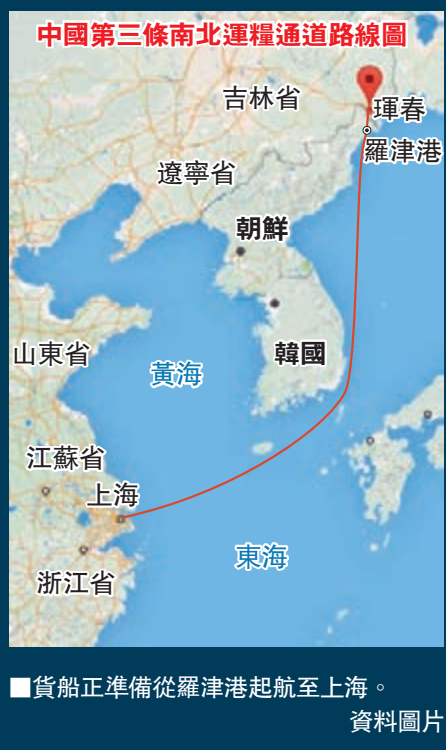 中國第三條南北運糧通道路線圖
吉林省
琿春
羅津港
遼寧省
朝鮮
韓國
山東省
黃海
江蘇省
上海
東海
浙江省
■貨船正準備從羅津港起航至上海。
資料圖片